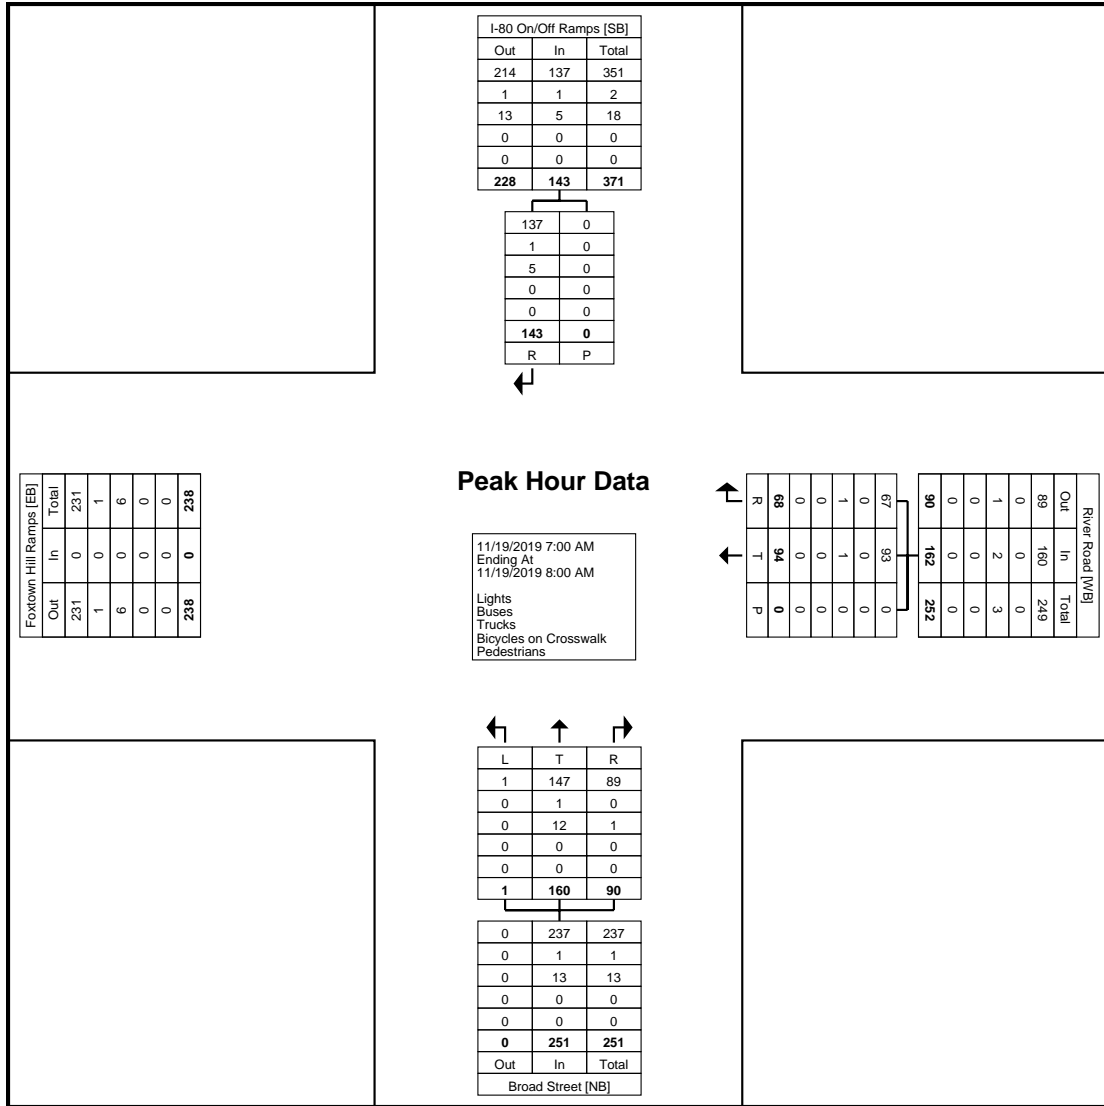 I-80 On/Off Ramps [SB]
Out In Total
214 137 351
1 1 2
13 5 18
0 0 0
0 0 0
228 143 371
137 0
1 0
5 0
0 0
0 0
143 0
R P
Foxtown Hill Ramps [EB]
Total In Out
231 0 231
1 0 1
6 0 6
0 0 0
0 0 0
238 0 238
Peak Hour Data
11/19/2019 7:00 AM
Ending At
11/19/2019 8:00 AM
Lights
Buses
Trucks
Bicycles on Crosswalk
Pedestrians
River Road [WB]
Out In Total
89 160 249
0 0 0
1 2 3
0 0 0
0 0 0
90 162 252
67 93 0
0 0 0
1 1 0
0 0 0
0 0 0
68 94 0
R T P
L T R
1 147 89
0 1 0
0 12 1
0 0 0
0 0 0
1 160 90
0 237 237
0 1 1
0 13 13
0 0 0
0 0 0
0 251 251
Out In Total
Broad Street [NB]